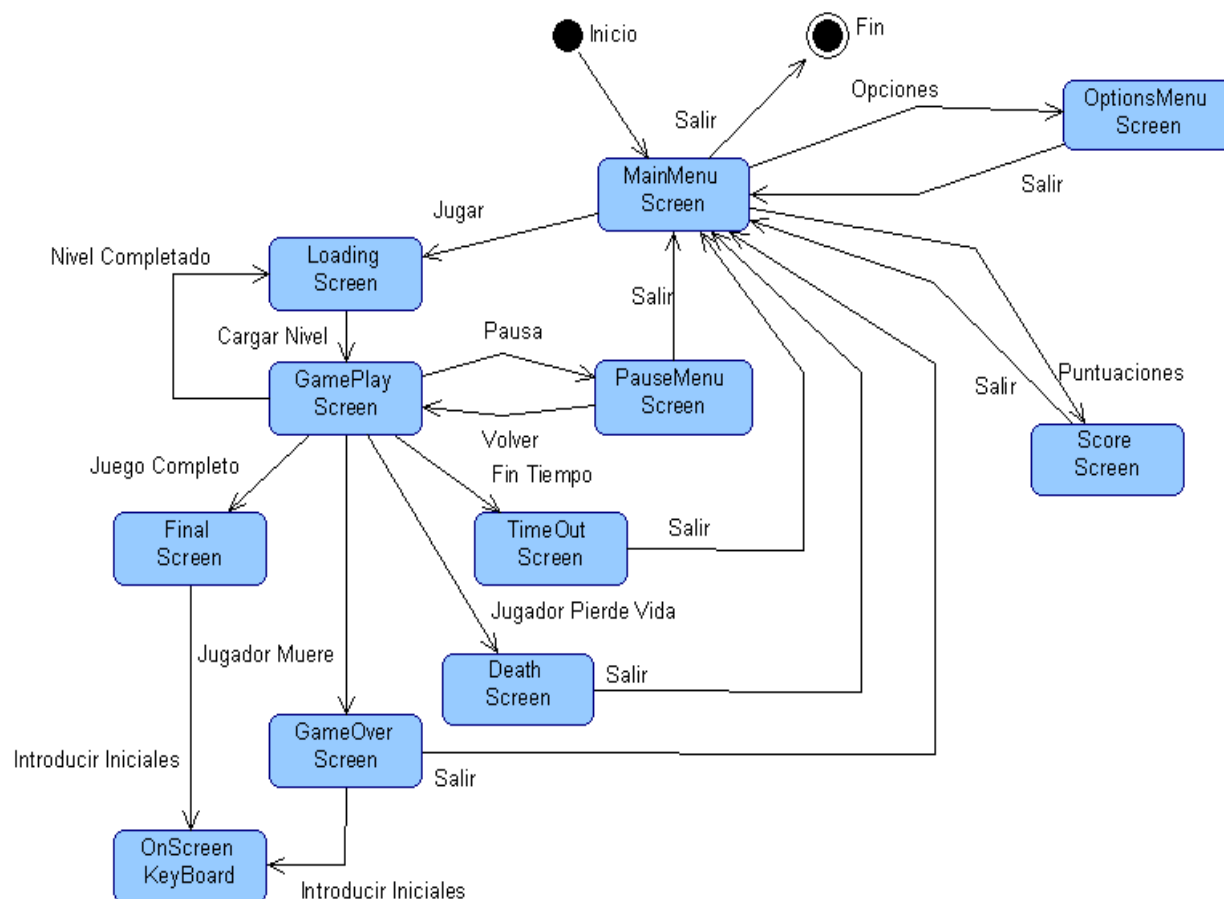 Inicio
Fin
Opciones
OptionsMenu
Screen
Salir
Salir
MainMenu
Screen
Jugar
Nivel Completado
Loading
Screen
Salir
Cargar Nivel
Pausa
GamePlay
Screen
PauseMenu
Screen
Salir
Puntuaciones
Volver
Score
Screen
Juego Completo
Fin Tiempo
Final
Screen
TimeOut
Screen
Salir
Jugador Pierde Vida
Jugador Muere
Death
Screen
Salir
GameOver
Screen
Introducir Iniciales
Salir
OnScreen
KeyBoard
Introducir Iniciales